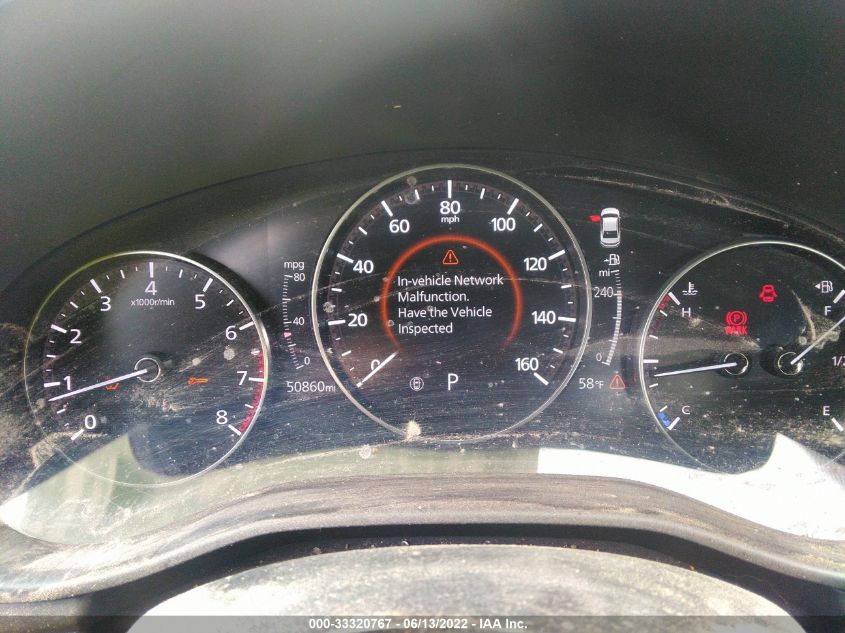 80
60
mph
100
40
120
20
140
0
160
In-vehicle Network
Malfunction.
Have the Vehicle
Inspected
P
4
3
5
x1000r/min
2
6
1
7
0
8
mpg
80
40
0
50860mi
mi
240
0
58°F
H
C
P
PARK
F
1/2
E
000-33320767 - 06/13/2022 - IAA Inc.